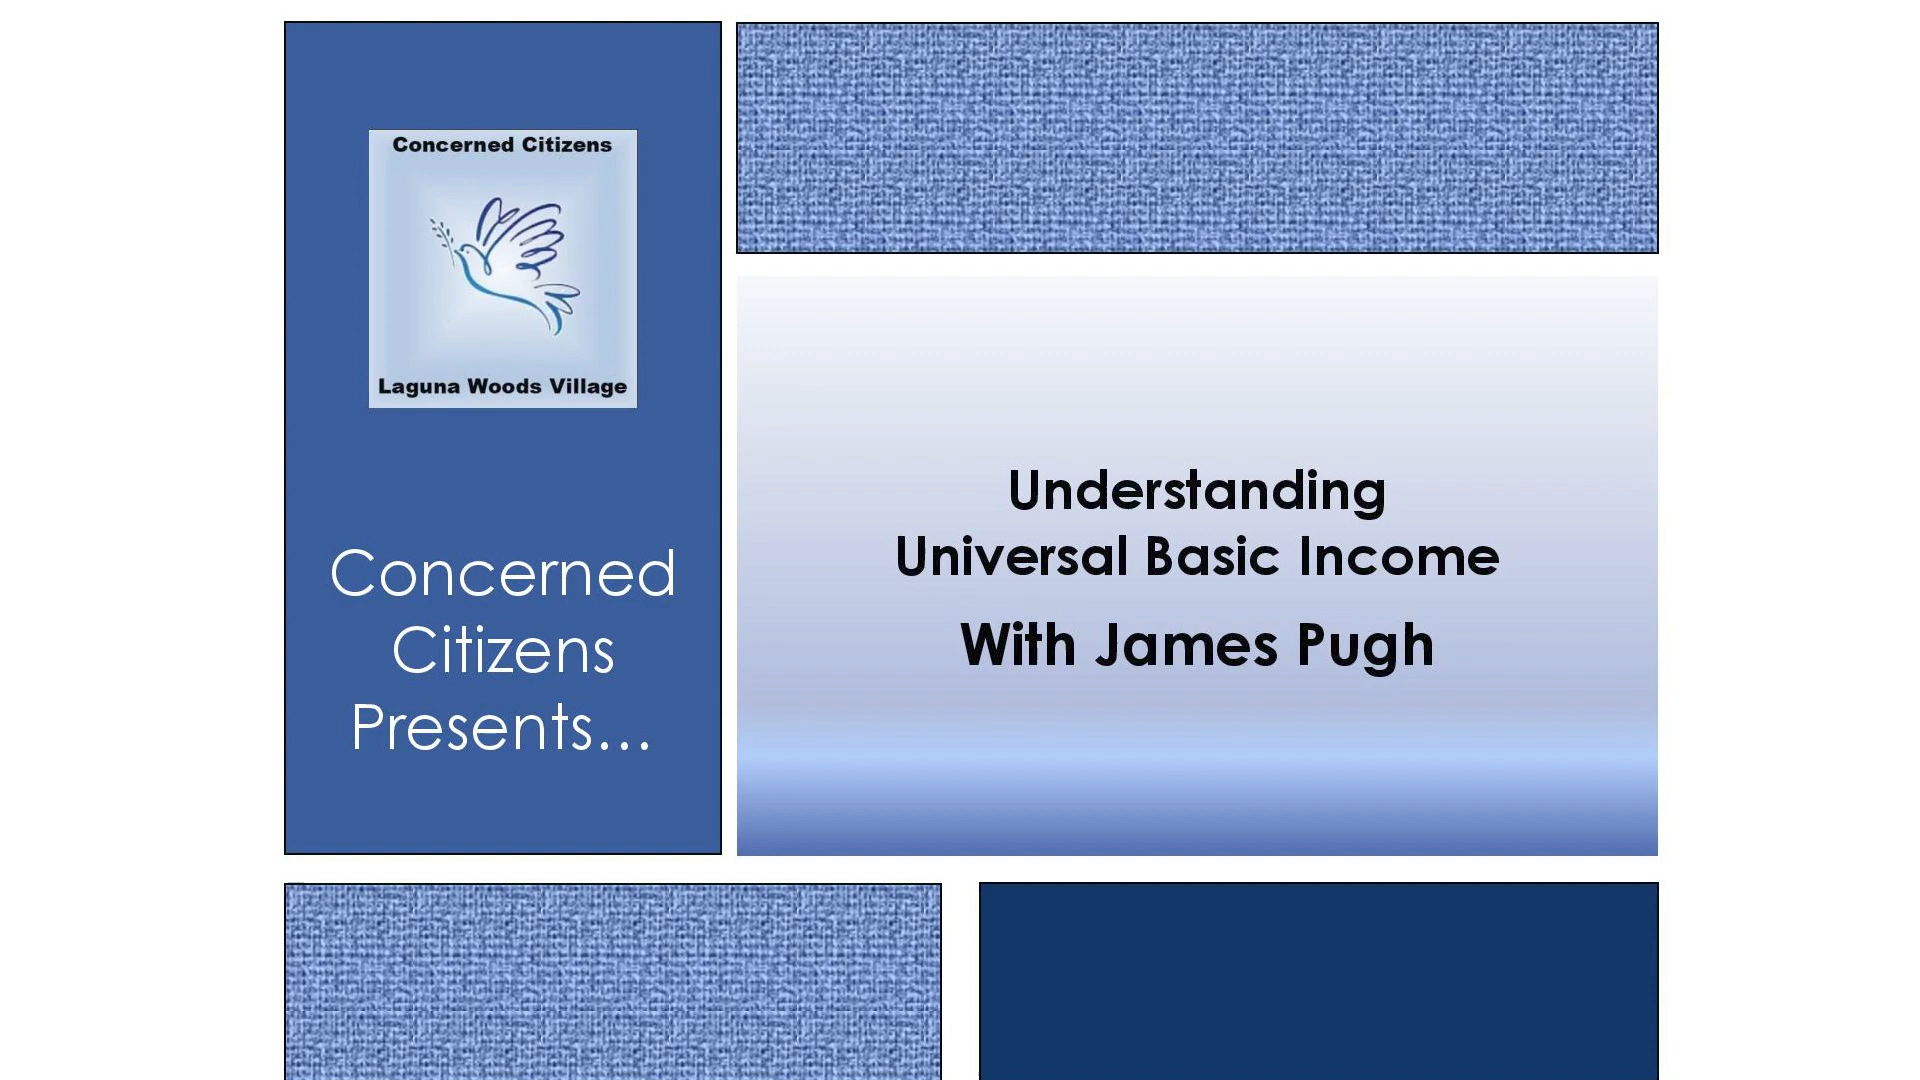 Concerned Citizens
Laguna Woods Village
Concerned
Citizens
Presents...
Understanding
Universal Basic Income
With James Pugh